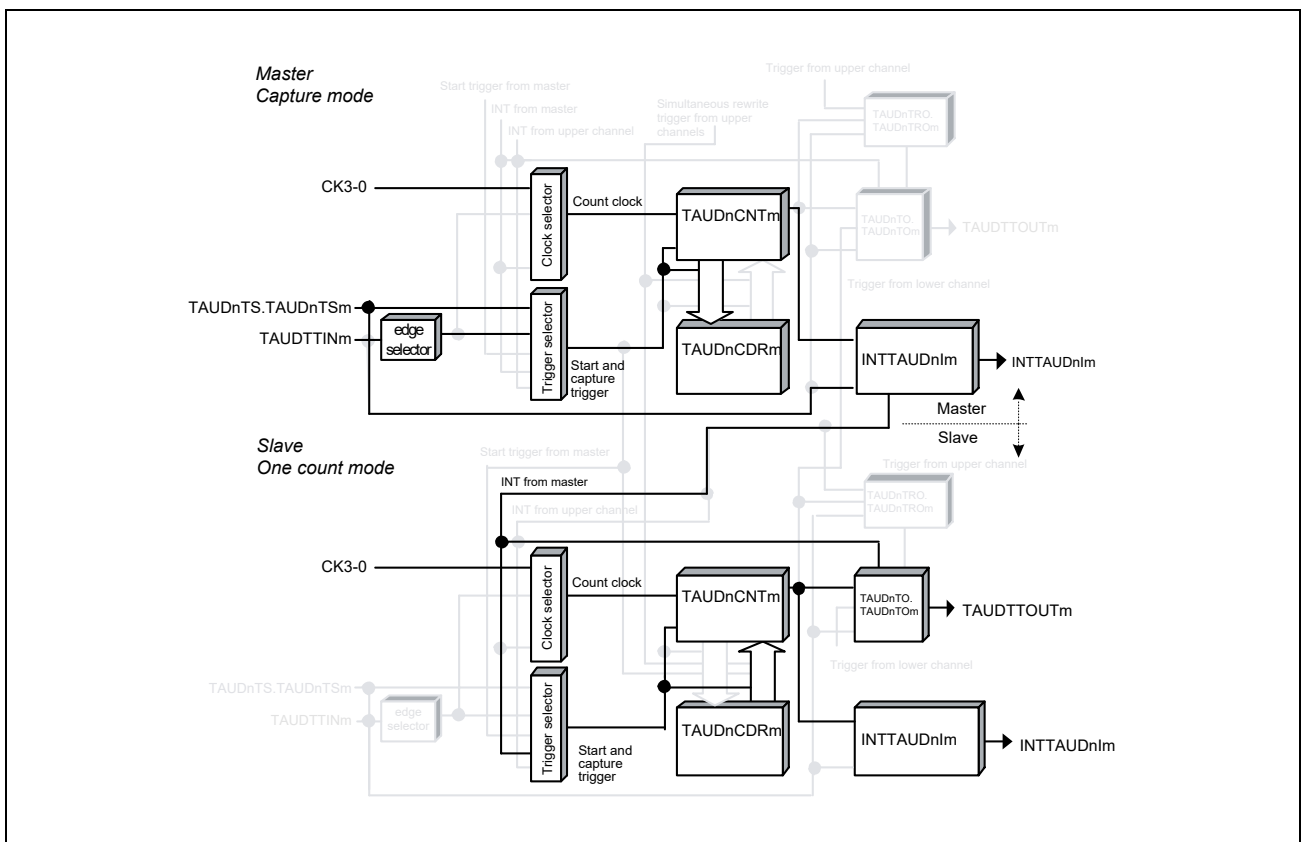 Master
Capture mode
Trigger from upper channel
Start trigger from master
INT from master
INT from upper channel
Simultaneous rewrite
trigger from upper
channels
TAUDnTRO.
TAUDnTROm
CK3-0
Clock selector
Count clock
TAUDnCNTm
TAUDnTO.
TAUDnTOm
TAUDTTOUTm
Trigger from lower channel
TAUDnTS.TAUDnTSm
TAUDTTINm
edge
selector
Trigger selector
Start and
capture
trigger
TAUDnCDRm
INTTAUDnIm
INTTAUDnIm
Master
Slave
Slave
One count mode
Start trigger from master
INT from master
INT from upper channel
Trigger from upper channel
TAUDnTRO
TAUDnTROm
CK3-0
Clock selector
Count clock
TAUDnCNTm
TAUDnTO.
TAUDnTOm
TAUDTTOUTm
Trigger from lower channel
TAUDnTS.TAUDnTSm
TAUDTTINm
edge
selector
Trigger selector
Start and
capture
trigger
TAUDnCDRm
INTTAUDnIm
INTTAUDnIm